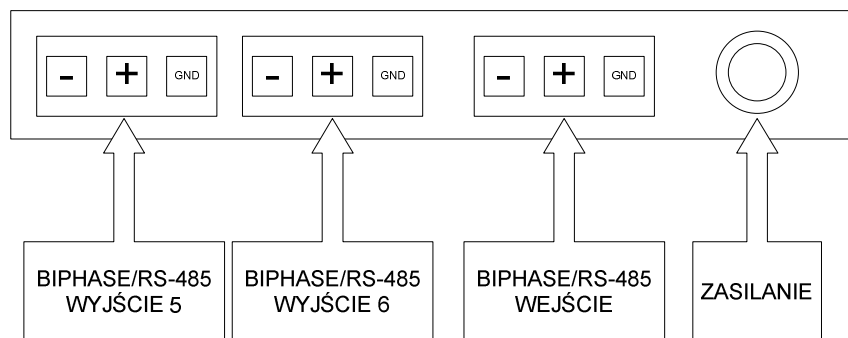 - + GND - + GND - + GND
BIPHASE/RS-485
WYJŚCIE 5
BIPHASE/RS-485
WYJŚCIE 6
BIPHASE/RS-485
WEJŚCIE
ZASILANIE